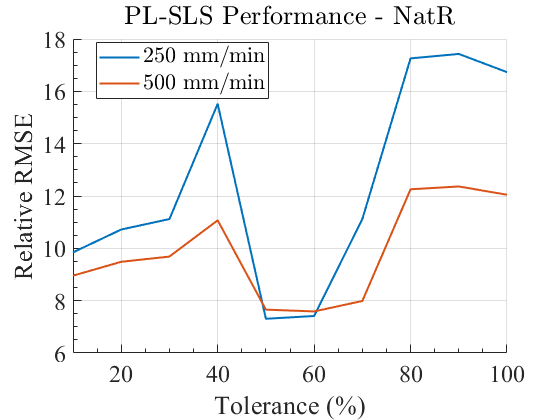 PL-SLS Performance - NatR
250 mm/min
500 mm/min
Relative RMSE
18
16
14
12
10
8
6
20 40 60 80 100
Tolerance (%)